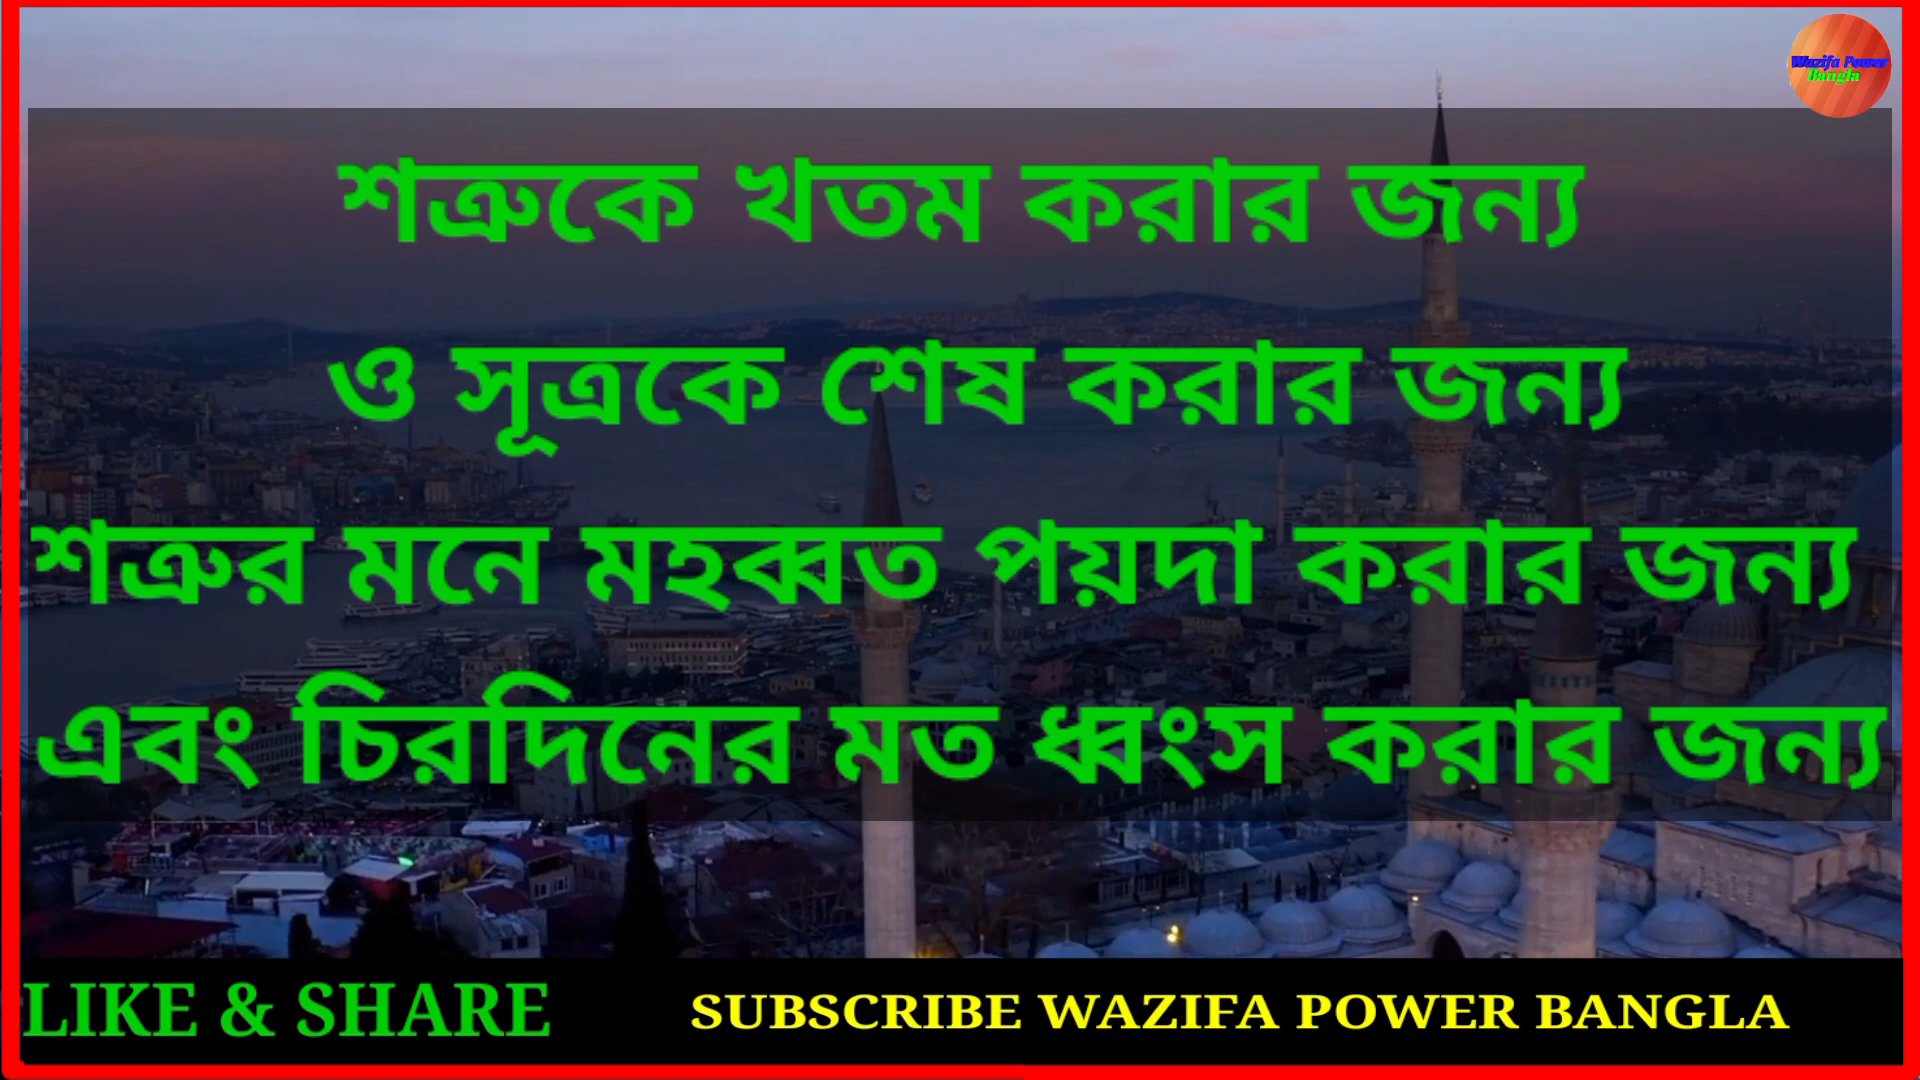 Wazifa Power
Bangla
শত্রুকে খতম করার জন্য
ও সূত্রকে শেষ করার জন্য
শত্রুর মনে মহব্বত পয়দা করার জন্য
এবং চিরদিনের মত ধ্বংস করার জন্য
LIKE & SHARE
SUBSCRIBE WAZIFA POWER BANGLA